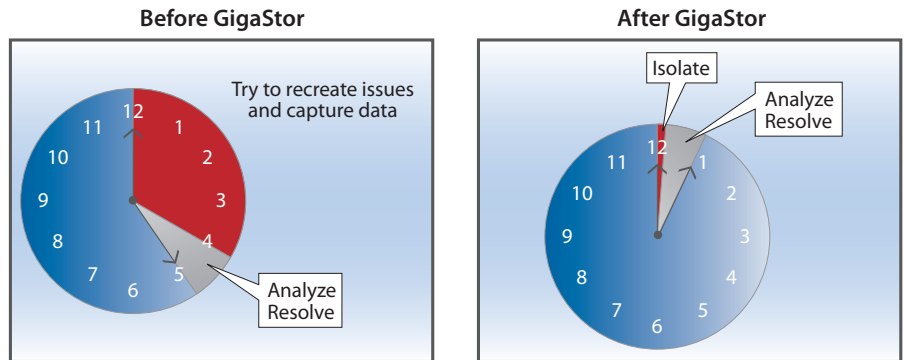 Before GigaStor
Try to recreate issues
and capture data
12
1
2
3
4
5
6
7
8
9
10
11
Analyze
Resolve
After GigaStor
Isolate
Analyze
Resolve
12
1
2
3
4
5
6
7
8
9
10
11